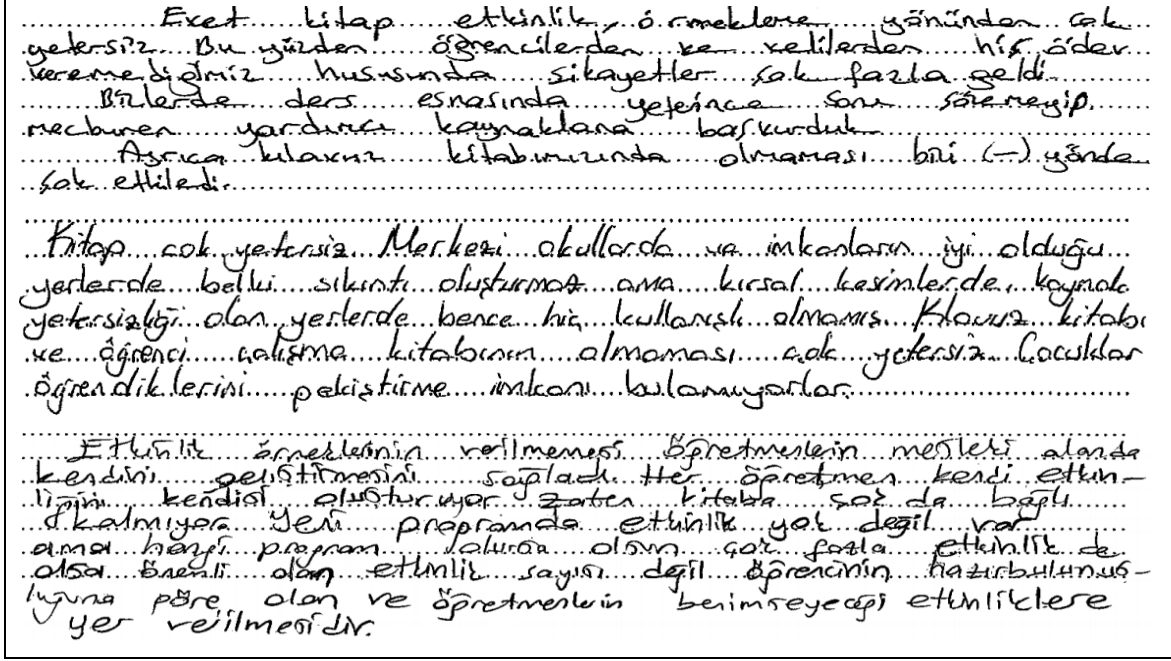 Evet kitap etkinlik, örneklere yönünden çok
yetersiz. Bu yüzden öğrencilerden ve velilerden hiç ödev
veremediğimiz hususunda şikayetler çok fazla geldi.
Bizlerde ders esnasında yeterince soru
mecburen yardımcı kaynaklara başvurduk
Ayrıca kılavuz kitabımızında olmaması bizi (-) yönde
çok etkiledi.
Kitap çok yetersiz. Merkezi okullarda ve imkanların iyi olduğu
yerlerde belki sıkıntı oluşturmaz ama kırsal kesimlerde, kaynak
yetersizliği olan yerlerde bence hiç kullanışlı olmamış. Klavuz kitabı
ve öğrenci çalışma kitabının olmaması çok yetersiz. Çocuklar
öğrendiklerini pekiştirme imkanı bulamıyorlar.
Etkinlik örneklerinin verilmemesi öğretmenlerin mesleki alanda
kendini geliştirmesini sağladı. Her öğretmen kendi etkin-
liğini kendisi oluşturuyor zaten kitaba çok da bağlı
kalmıyor. Yeni programda etkinlik yok değil var
ama hangi program olursa olsun çok fazla etkinlik de
olsa önemli olan etkinlik sayısı değil öğrencinin hazırbulunuş-
luğuna göre olan ve öğretmenlerin benimseyeceği etkinliklere
yer verilmesidir.